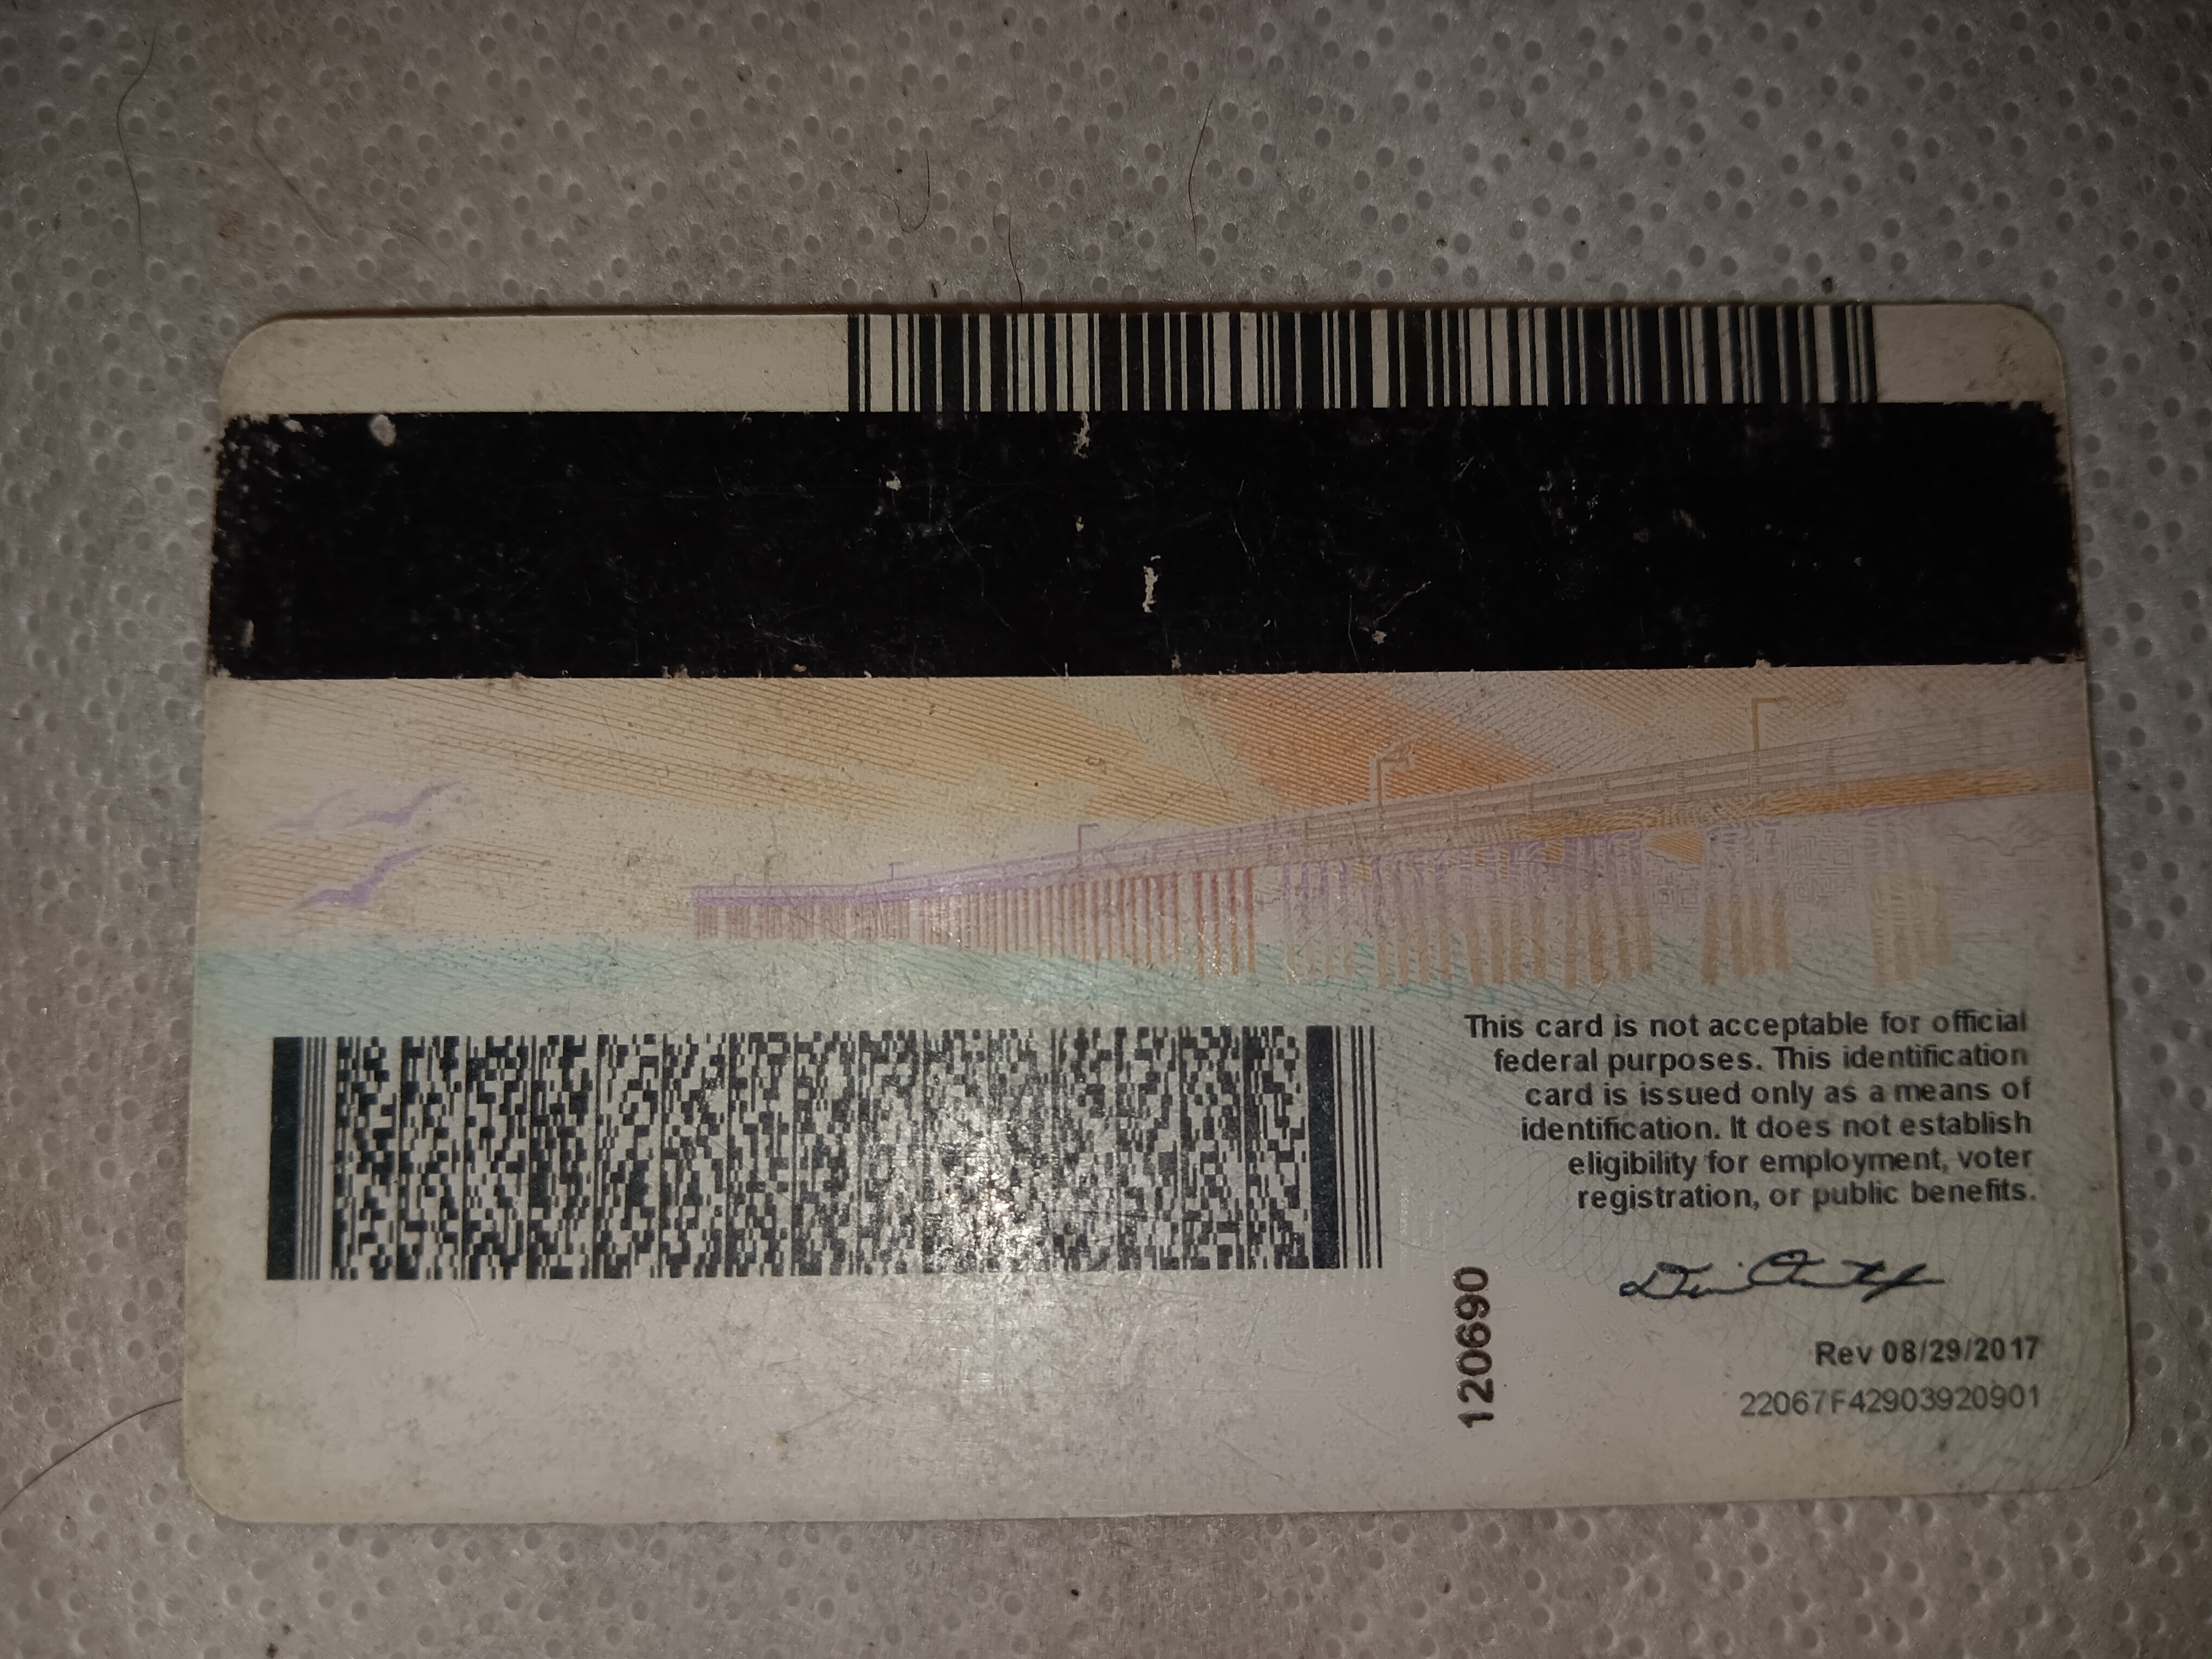 This card is not acceptable for official
federal purposes. This identification
card is issued only as a means of
identification. It does not establish
eligibility for employment, voter
registration, or public benefits.
120690
Rev 08/29/2017
22067F42903920901